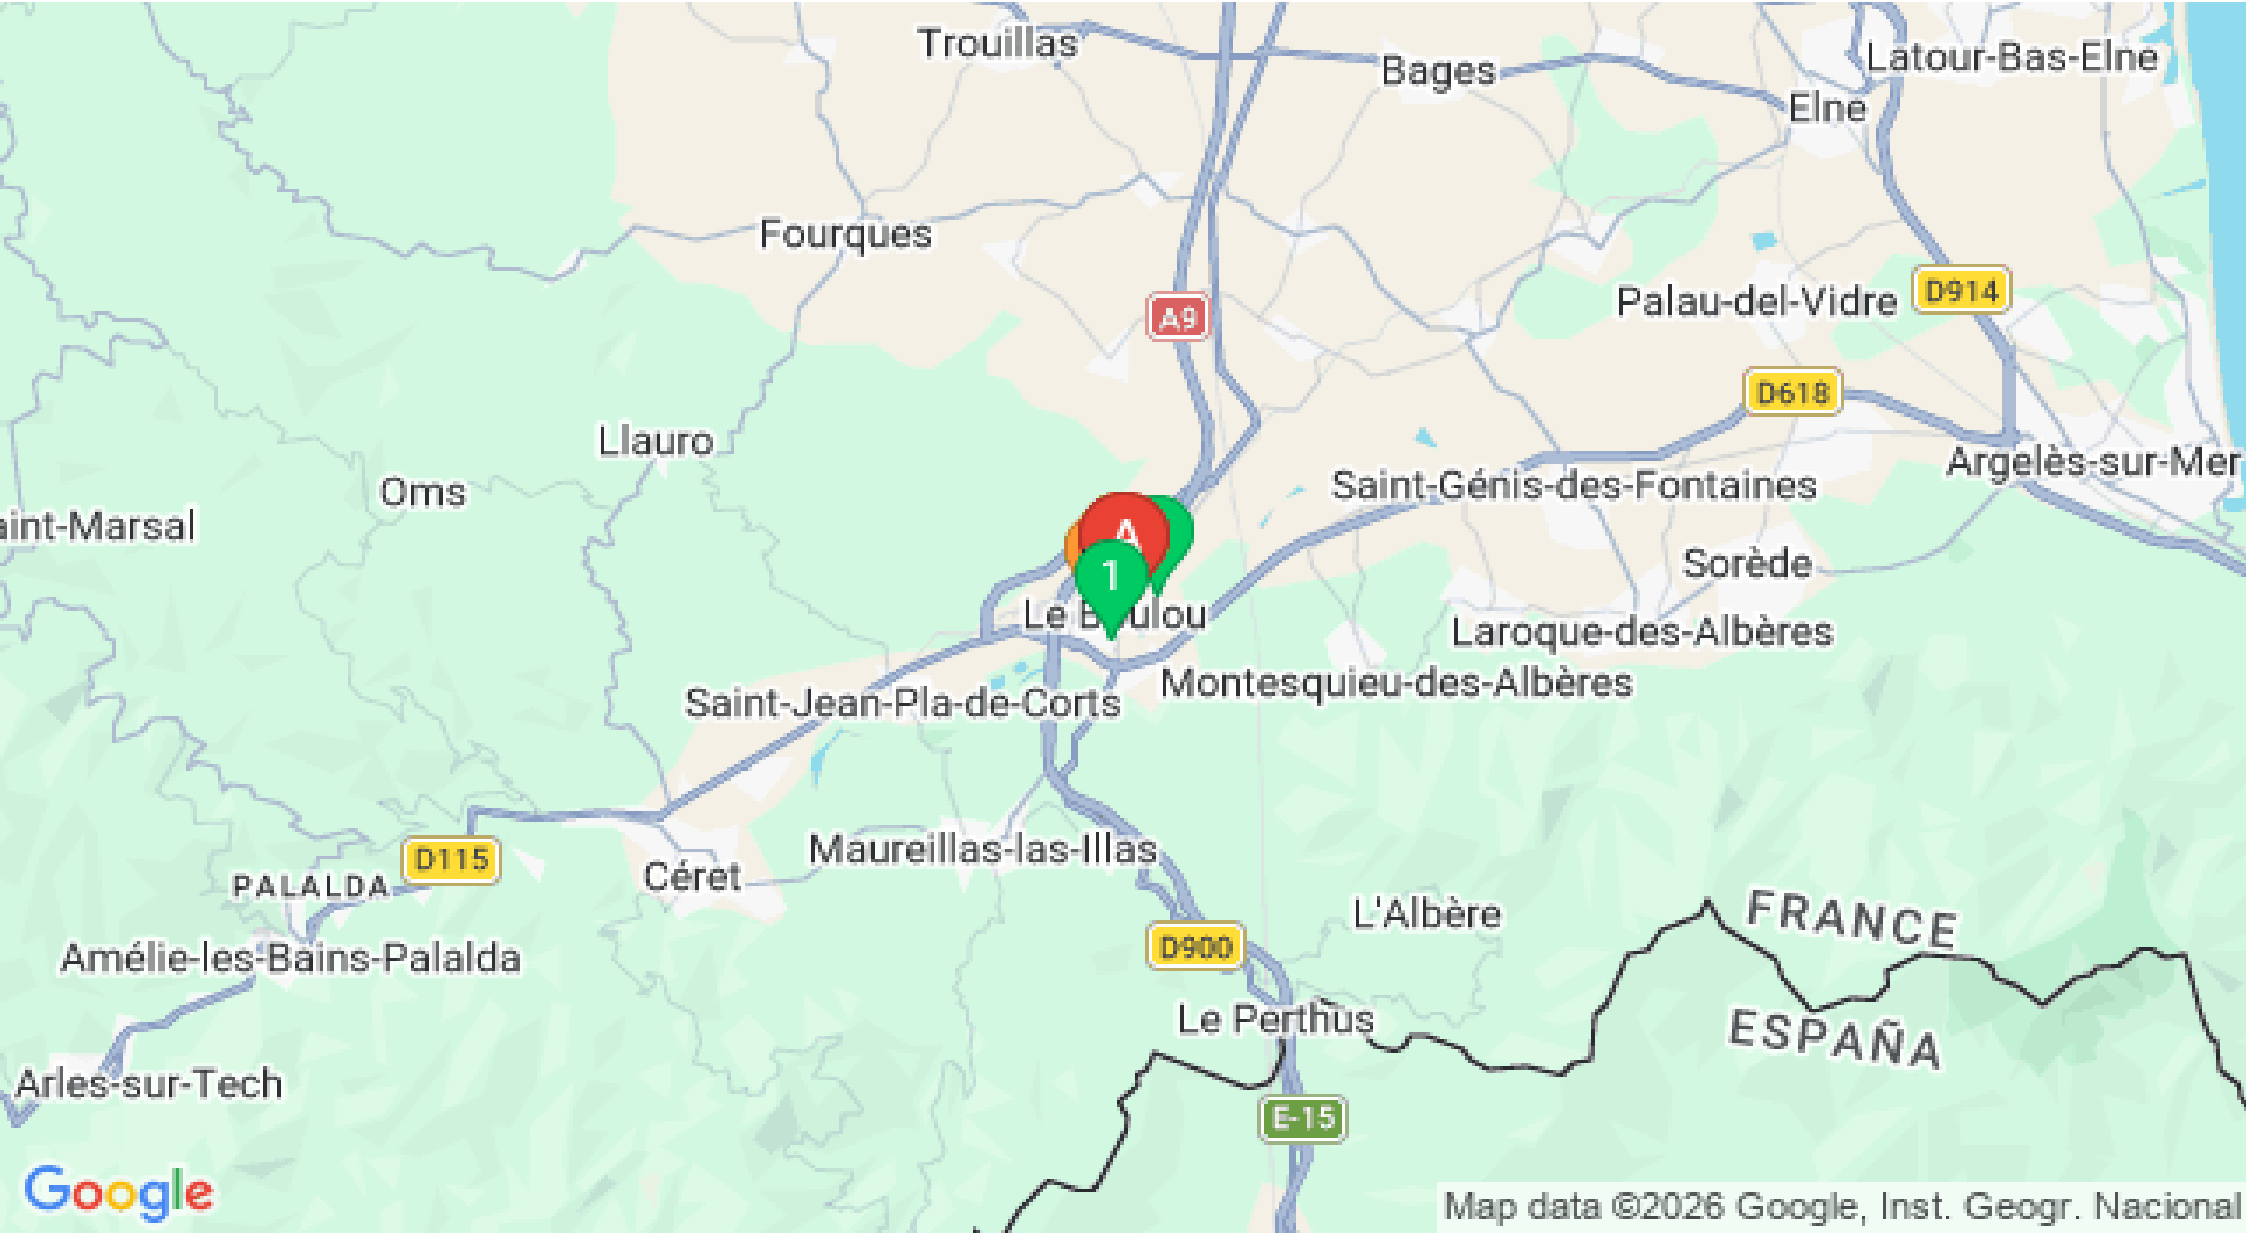 Trouillas
Bages
Latour-Bas-Elne
Elne
Fourques
A9
Palau-del-Vidre
D914
D618
Llauro
Oms
Argelès-sur-Mer
Saint-Génis-des-Fontaines
aint-Marsal
A
Sorède
1
Le Boulou
Laroque-des-Albères
Montesquieu-des-Albères
Saint-Jean-Pla-de-Corts
Maureillas-las-Illas
D115
Céret
PALALDA
L'Albère
FRANCE
D900
Amélie-les-Bains-Palalda
Le Perthus
ESPAÑA
Arles-sur-Tech
E-15
Google
Map data ©2026 Google, Inst. Geogr. Nacional